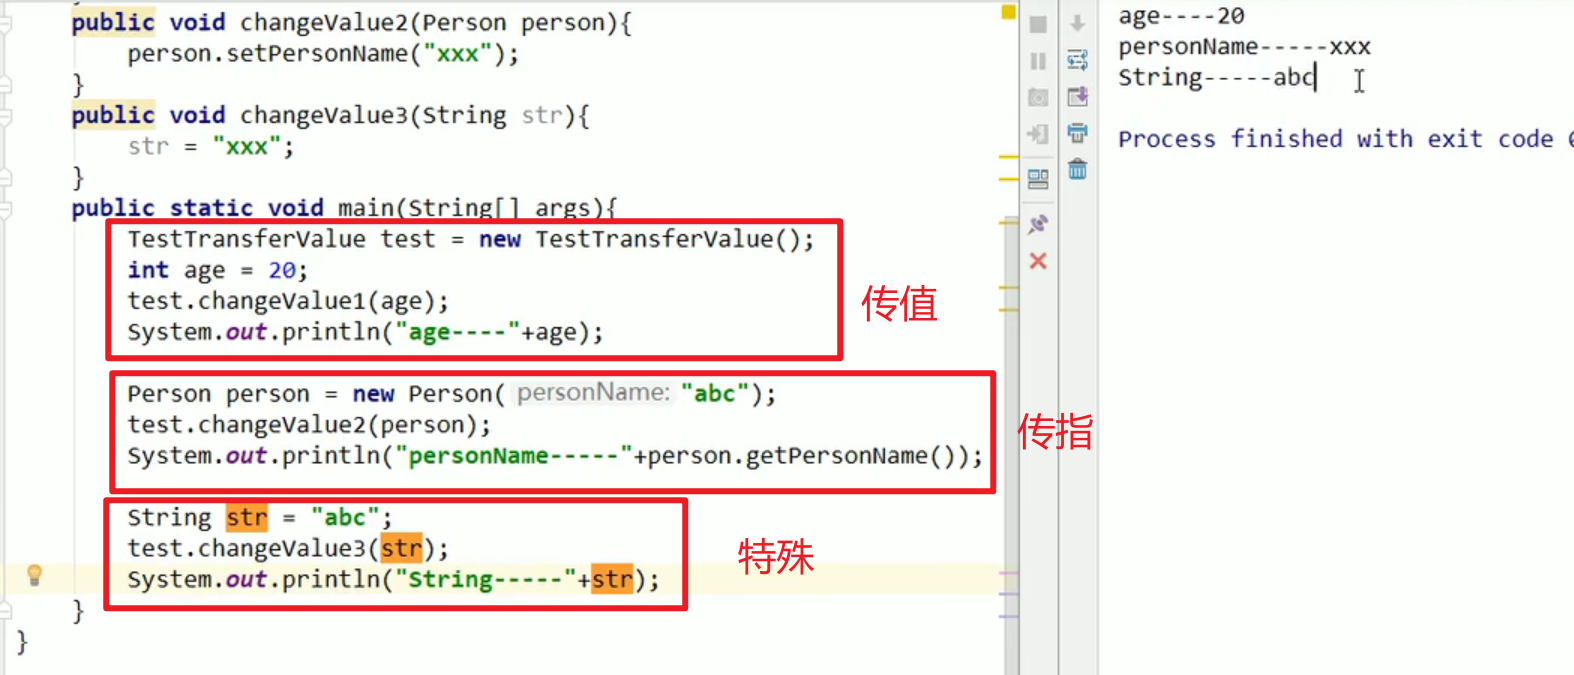 public void changeValue2(Person person){
person.setPersonName("xxx");
}
public void changeValue3(String str){
str = "xxx";
}
public static void main(String[] args){
TestTransferValue test = new TestTransferValue();
int age = 20;
test.changeValue1(age);
System.out.println("age----"+age);
传值
Person person = new Person( personName: "abc");
test.changeValue2(person);
System.out.println("personName-----"+person.getPersonName());
传指
String str = "abc";
test.changeValue3(str);
System.out.println("String-----"+str);
特殊
}
}
age----20
personName-----xxx
String-----abc
Process finished with exit code